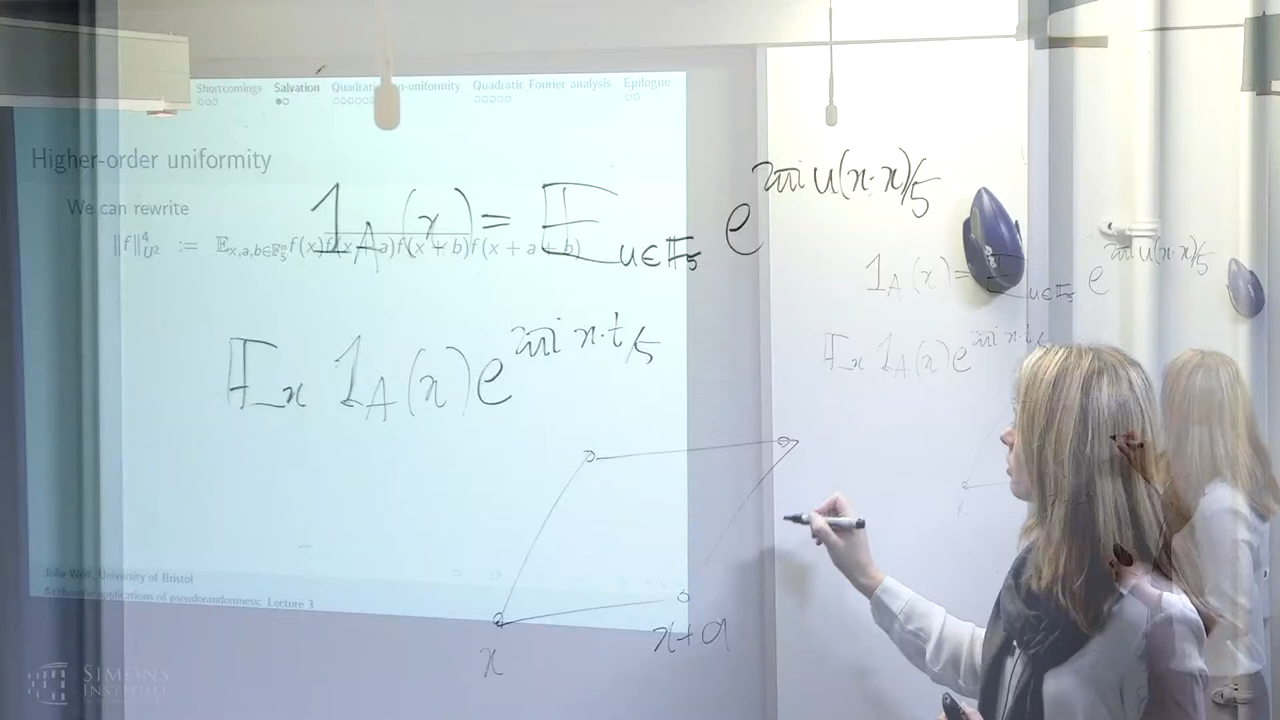 Shortcomings Salvation Quadratic non-uniformity Quadratic Fourier analysis Epilogue
Higher-order uniformity
We can rewrite
‖f‖⁴_{U²} := 𝔼_{x,a,b∈𝔽₅ⁿ} f(x)f(x + a)f(x + b)f(x + a + b)
1_A(x) = 𝔼_{u∈𝔽₅} e^{2πi u(x·x)/5}
𝔼_x 1_A(x) e^{2πi x·t/5}
x
x+a
1_A(x) = 𝔼_{u∈𝔽₅} e^{2πi u(x·x)/5}
𝔼_x 1_A(x) e^{2πi x·t/5}
x
Julia Wolf, University of Bristol
Arithmetic applications of pseudorandomness: Lecture 3
SIMONS
INSTITUTE